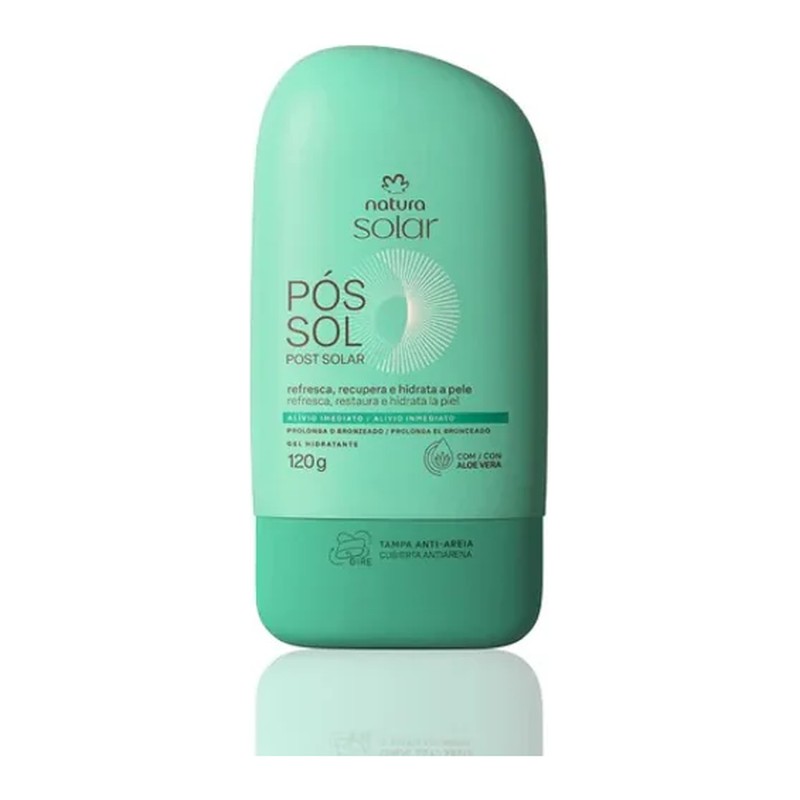 natura
solar
PÓS
SOL
POST SOLAR
refresca, recupera e hidrata a pele
refresca, restaura e hidrata la piel
ALÍVIO IMEDIATO / ALIVIO INMEDIATO
PROLONGA O BRONZEADO / PROLONGA EL BRONCEADO
GEL HIDRATANTE
120g
COM / CON
ALOE VERA
GIRE
TAMPA ANTI-AREIA
CUBIERTA ANTIARENA